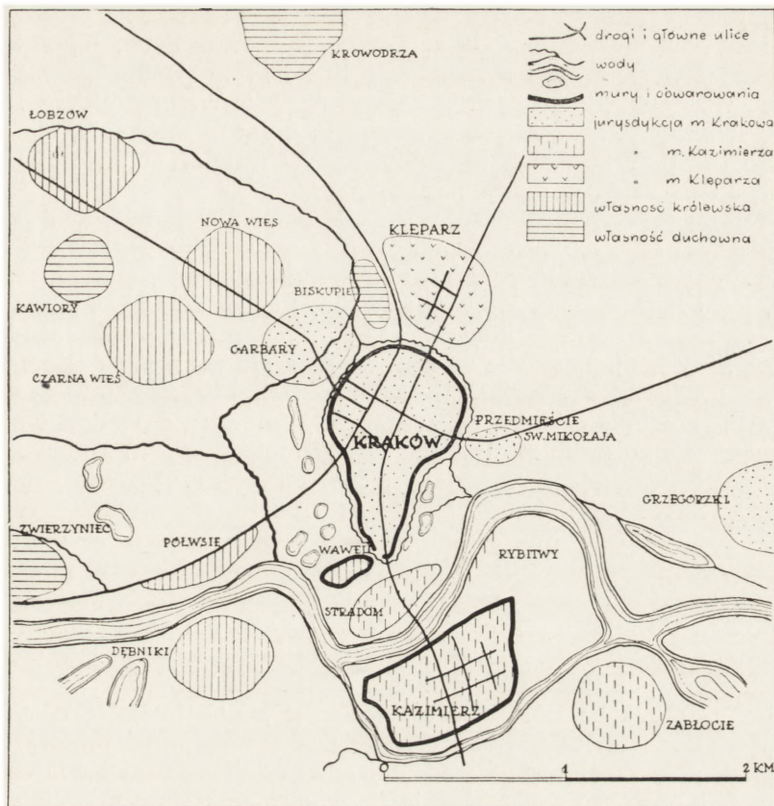 KROWODRZA
drogi i główne ulice
wody
mury i obwarowania
jurysdykcja m Krakowa
" m. Kazimierza
" m Kleparza
własność królewska
własność duchowna
ŁOBZÓW
NOWA WIEŚ
KLEPARZ
BISKUPIE
KAWIORY
GARBARY
CZARNA WIEŚ
KRAKÓW
PRZEDMIEŚCIE
ŚW. MIKOŁAJA
GRZEGÓRZKI
ZWIERZYNIEC
PÓŁWSIE
WAWEL
RYBITWY
STRADOM
DĘBNIKI
KAZIMIERZ
ZABŁOCIE
0 1 2 KM